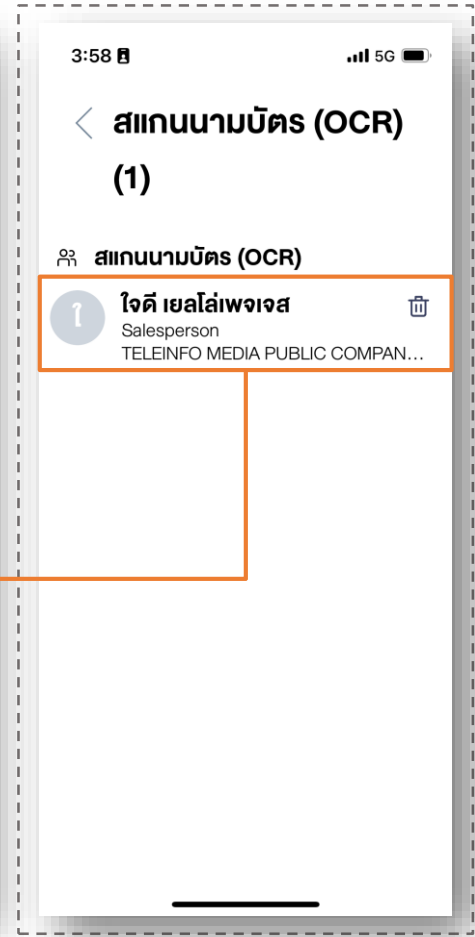 3:58 5G
สแกนนามบัตร (OCR)
(1)
สแกนนามบัตร (OCR)
ใ
ใจดี เยลโล่เพจเจส
Salesperson
TELEINFO MEDIA PUBLIC COMPAN...